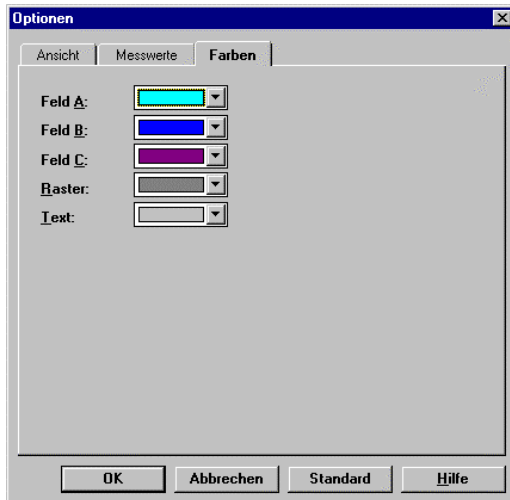 Optionen
Ansicht Messwerte Farben
Feld A:
Feld B:
Feld C:
Raster:
Text:
OK Abbrechen Standard Hilfe